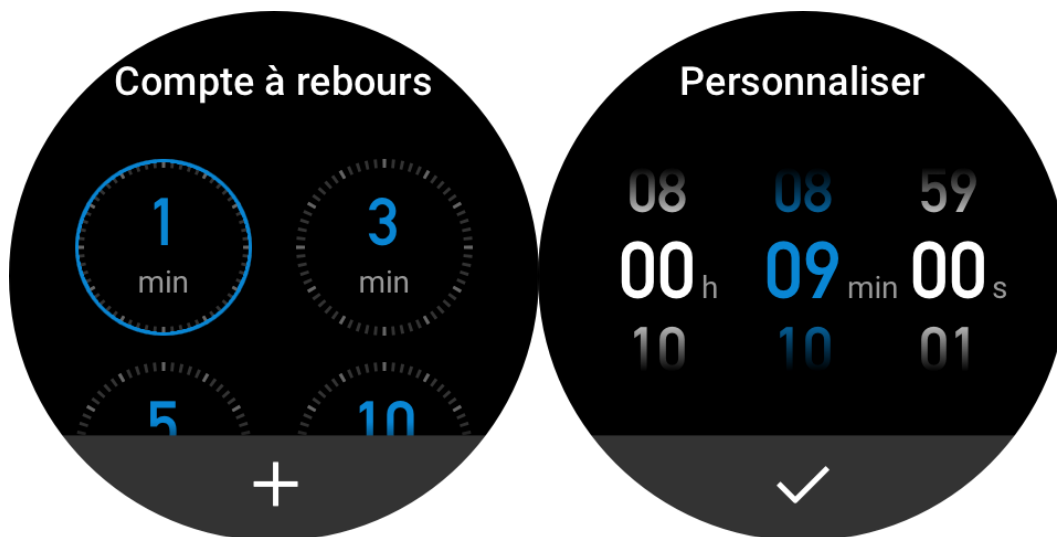 Compte à rebours
1
min
3
min
5
10
Personnaliser
08 08 59
00 h 09 min 00 s
10 10 01